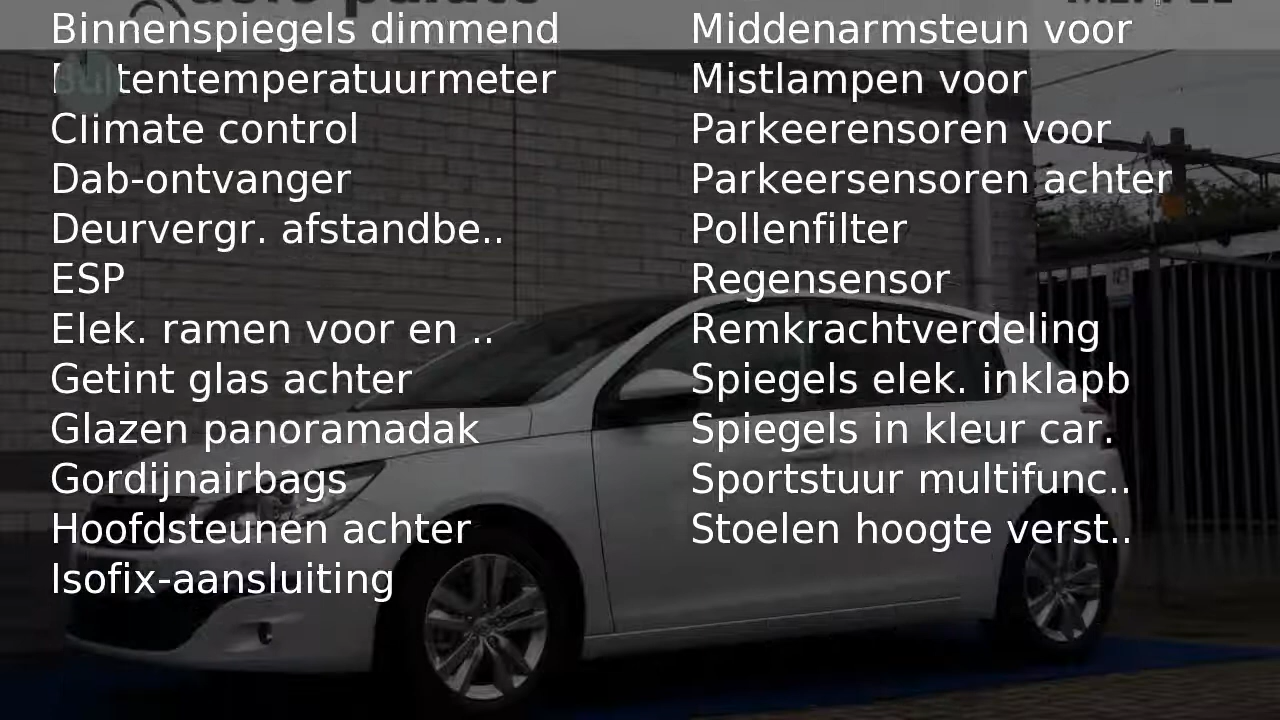 Binnenspiegels dimmend
Buitentemperatuurmeter
Climate control
Dab-ontvanger
Deurvergr. afstandbe..
ESP
Elek. ramen voor en ..
Getint glas achter
Glazen panoramadak
Gordijnairbags
Hoofdsteunen achter
Isofix-aansluiting
Middenarmsteun voor
Mistlampen voor
Parkeerensoren voor
Parkeersensoren achter
Pollenfilter
Regensensor
Remkrachtverdeling
Spiegels elek. inklapb
Spiegels in kleur car.
Sportstuur multifunc..
Stoelen hoogte verst..